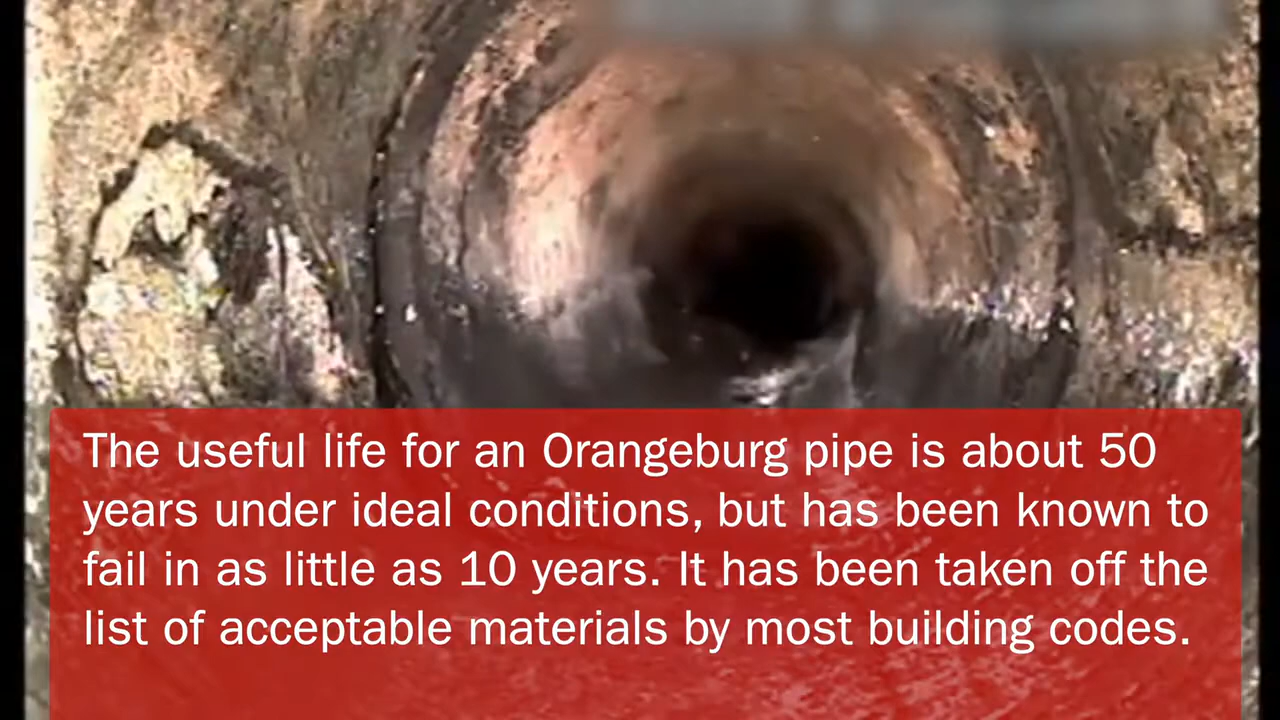 The useful life for an Orangeburg pipe is about 50
years under ideal conditions, but has been known to
fail in as little as 10 years. It has been taken off the
list of acceptable materials by most building codes.